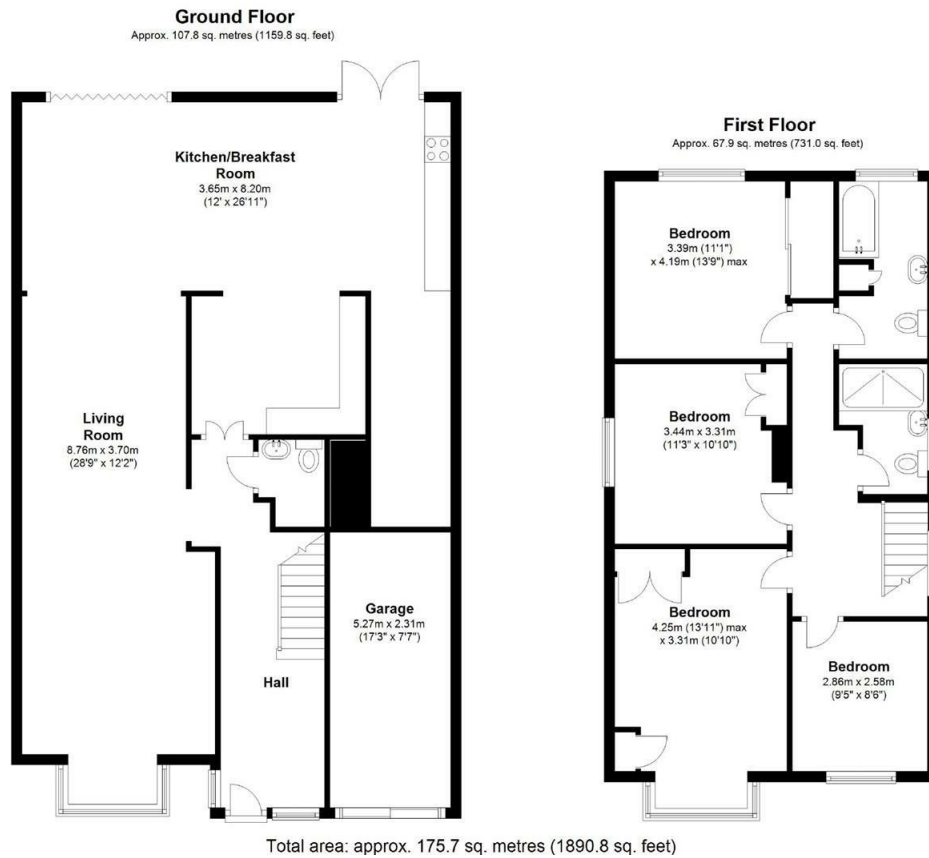 Ground Floor
Approx. 107.8 sq. metres (1159.8 sq. feet)
Kitchen/Breakfast
Room
3.65m x 8.20m
(12' x 26'11")
Living
Room
8.76m x 3.70m
(28'9" x 12'2")
Garage
5.27m x 2.31m
(17'3" x 7'7")
Hall
First Floor
Approx. 67.9 sq. metres (731.0 sq. feet)
Bedroom
3.39m (11'1")
x 4.19m (13'9") max
Bedroom
3.44m x 3.31m
(11'3" x 10'10")
Bedroom
4.25m (13'11") max
x 3.31m (10'10")
Bedroom
2.86m x 2.58m
(9'5" x 8'6")
Total area: approx. 175.7 sq. metres (1890.8 sq. feet)